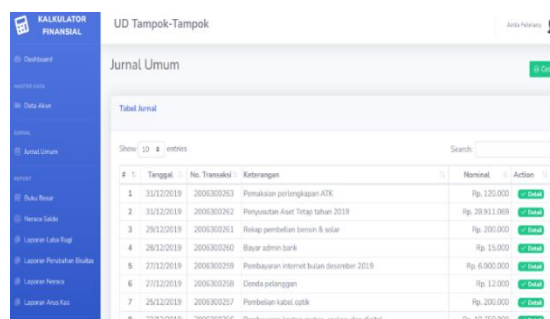 KALKULATOR
FINANSIAL
UD Tampok-Tampok
Dashboard
MASTER DATA
Data Akun
JURNAL
Jurnal Umum
REPORT
Buku Besar
Neraca Saldo
Laporan Laba Rugi
Laporan Perubahan Ekuitas
Laporan Neraca
Laporan Arus Kas
Jurnal Umum
Tabel Jurnal
Show 10 entries Search:
# Tanggal No. Transaksi Keterangan Nominal Action
1 31/12/2019 2006300263 Pemakaian perlengkapan ATK Rp. 120.000 Detail
2 31/12/2019 2006300262 Penyusutan Aset Tetap tahun 2019 Rp. 28.911.069 Detail
3 29/12/2019 2006300261 Rekap pembelian bensin & solar Rp. 200.000 Detail
4 28/12/2019 2006300260 Bayar admin bank Rp. 15.000 Detail
5 27/12/2019 2006300259 Pembayaran internet bulan desember 2019 Rp. 6.900.000 Detail
6 27/12/2019 2006300258 Denda pelanggan Rp. 12.000 Detail
7 25/12/2019 2006300257 Pembelian kabel optik Rp. 200.000 Detail